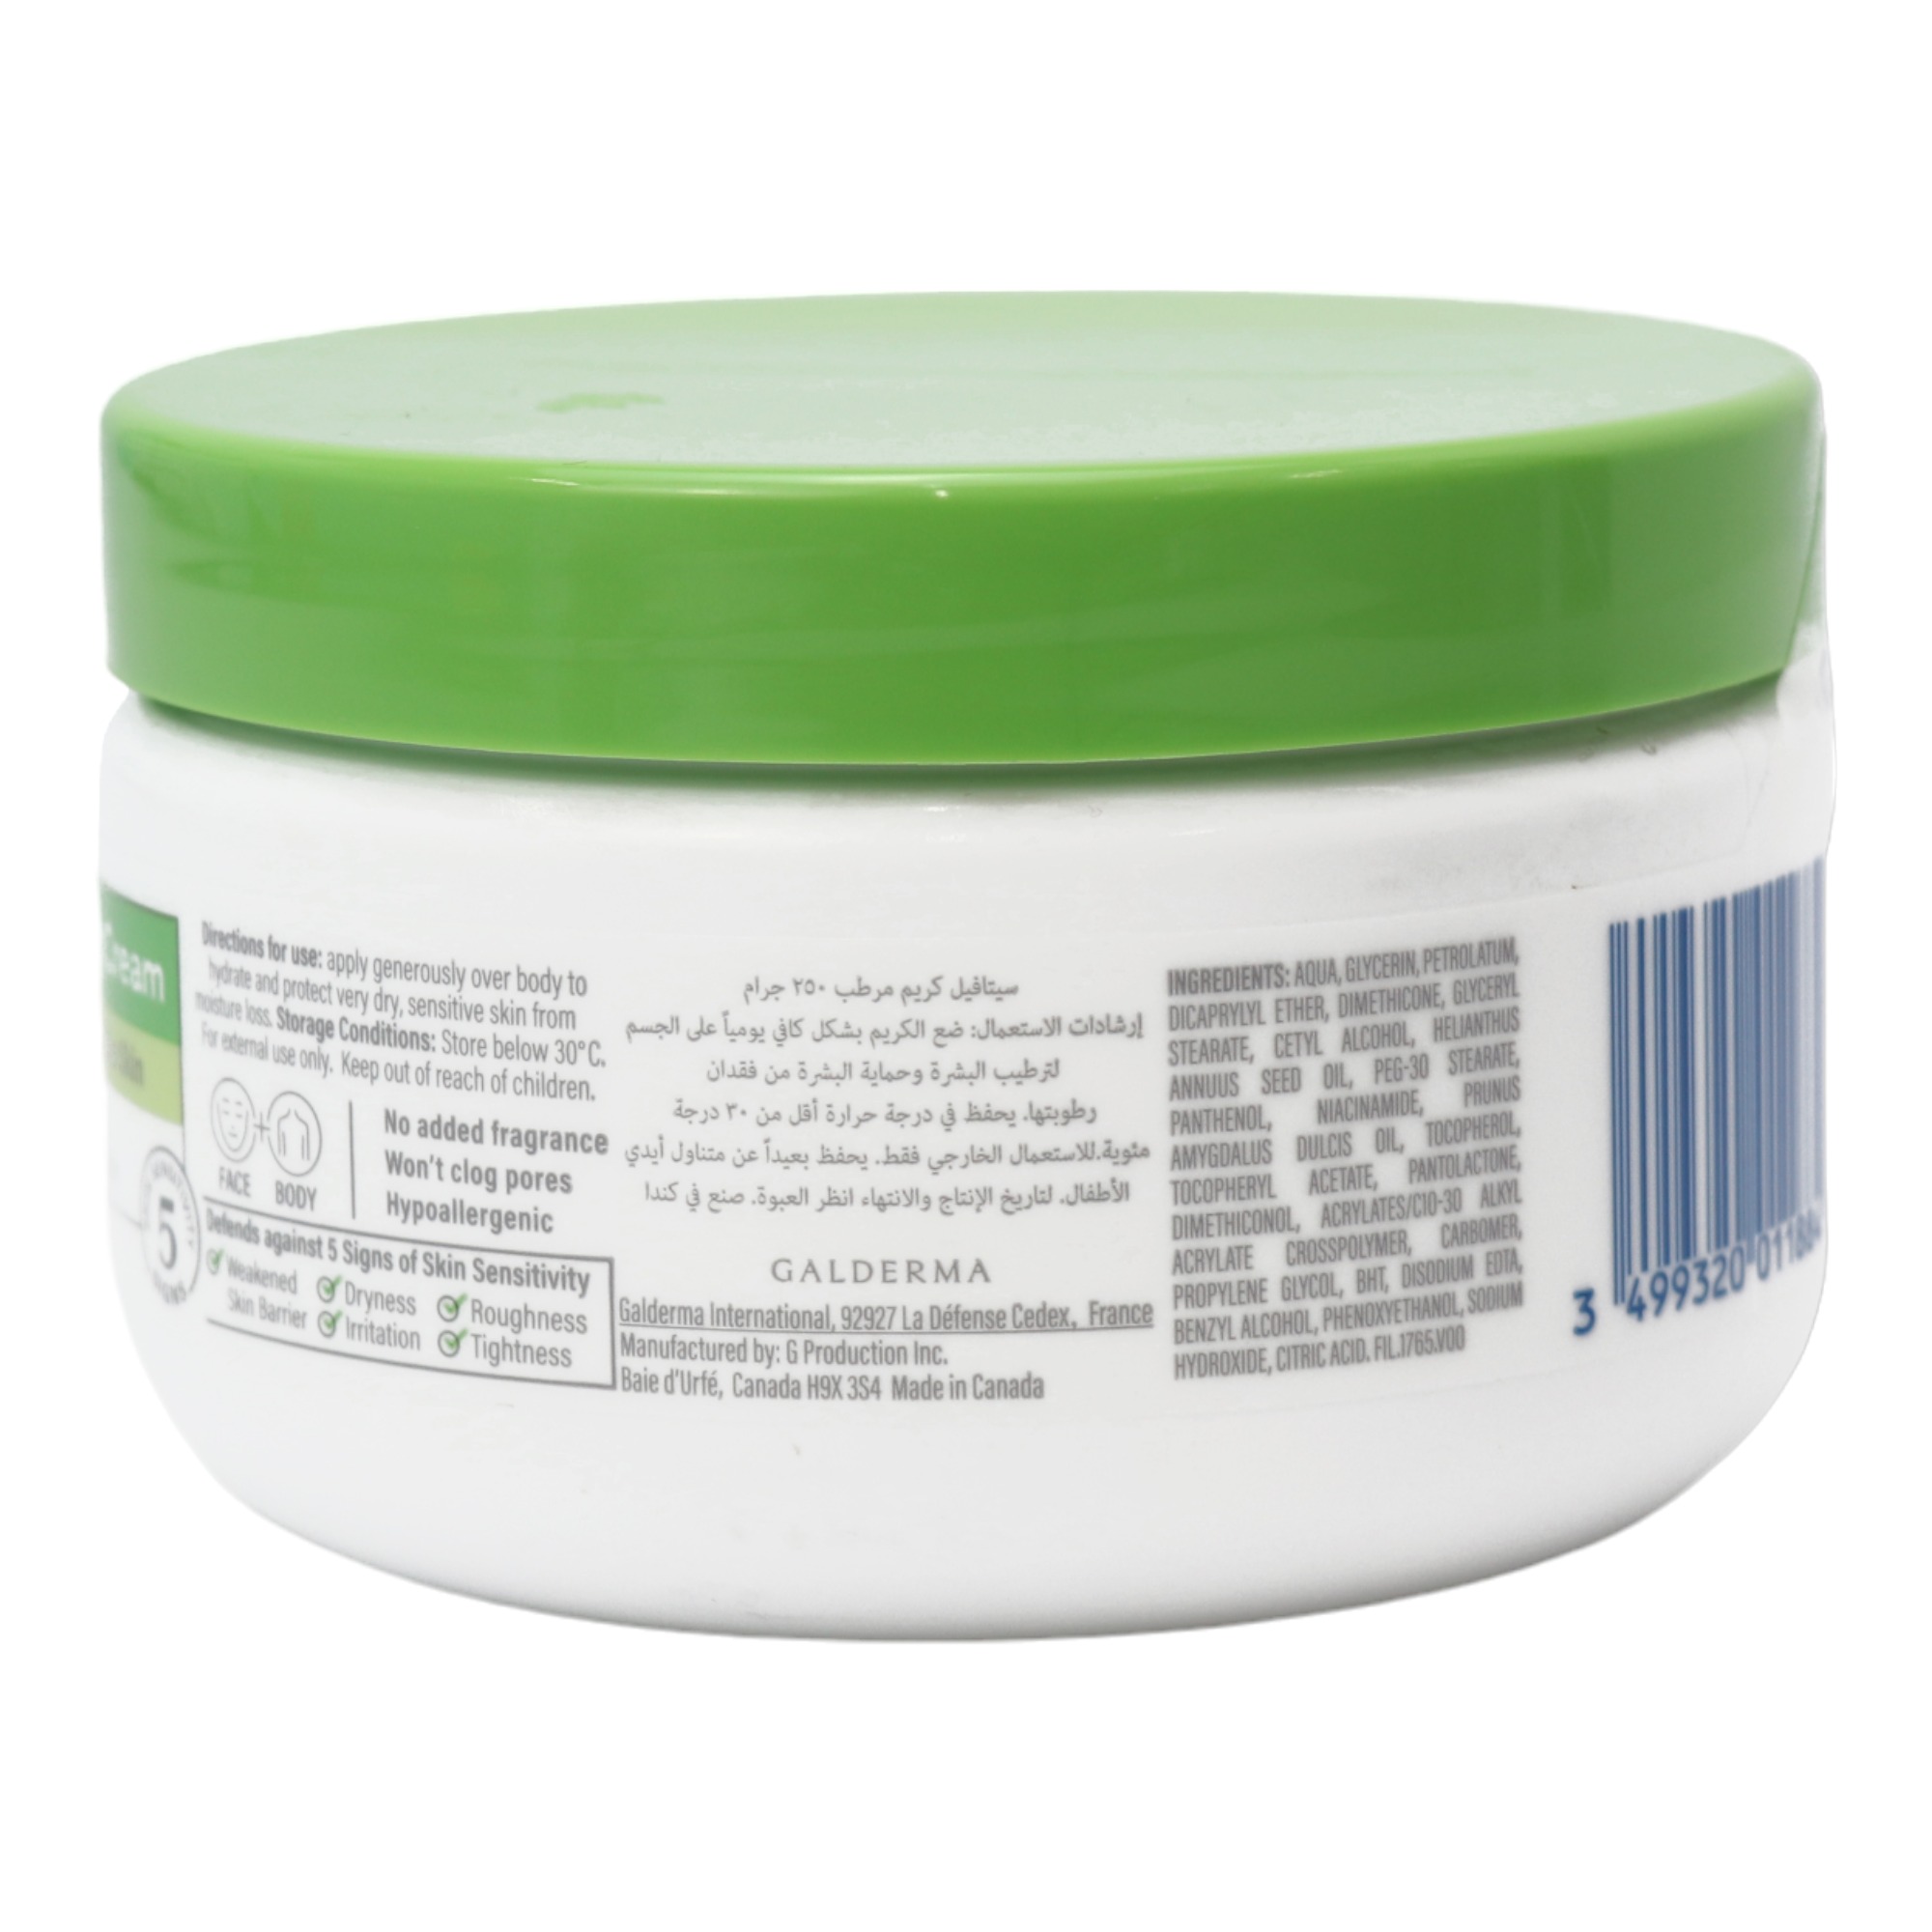 Cream
Skin
5
Directions for use: apply generously over body to
hydrate and protect very dry, sensitive skin from
moisture loss. Storage Conditions: Store below 30°C.
For external use only. Keep out of reach of children.
FACE + BODY
No added fragrance
Won't clog pores
Hypoallergenic
Defends against 5 Signs of Skin Sensitivity
Weakened
Skin Barrier
Dryness
Irritation
Roughness
Tightness
سيتافيل كريم مرطب ٢٥٠ جرام
إرشادات الاستعمال: ضع الكريم بشكل كافي يومياً على الجسم
لترطيب البشرة وحماية البشرة من فقدان
رطوبتها. يحفظ في درجة حرارة أقل من ٣٠ درجة
مئوية.للاستعمال الخارجي فقط. يحفظ بعيداً عن متناول أيدي
الأطفال. لتاريخ الإنتاج والانتهاء انظر العبوة. صنع في كندا
GALDERMA
Galderma International, 92927 La Défense Cedex, France
Manufactured by: G Production Inc.
Baie d'Urfé, Canada H9X 3S4 Made in Canada
INGREDIENTS: AQUA, GLYCERIN, PETROLATUM,
DICAPRYLYL ETHER, DIMETHICONE, GLYCERYL
STEARATE, CETYL ALCOHOL, HELIANTHUS
ANNUUS SEED OIL, PEG-30 STEARATE,
PANTHENOL, NIACINAMIDE, PRUNUS
AMYGDALUS DULCIS OIL, TOCOPHEROL,
TOCOPHERYL ACETATE, PANTOLACTONE,
DIMETHICONOL, ACRYLATES/C10-30 ALKYL
ACRYLATE CROSSPOLYMER, CARBOMER,
PROPYLENE GLYCOL, BHT, DISODIUM EDTA,
BENZYL ALCOHOL, PHENOXYETHANOL, SODIUM
HYDROXIDE, CITRIC ACID. FIL.1765.V00
3 499320 01188